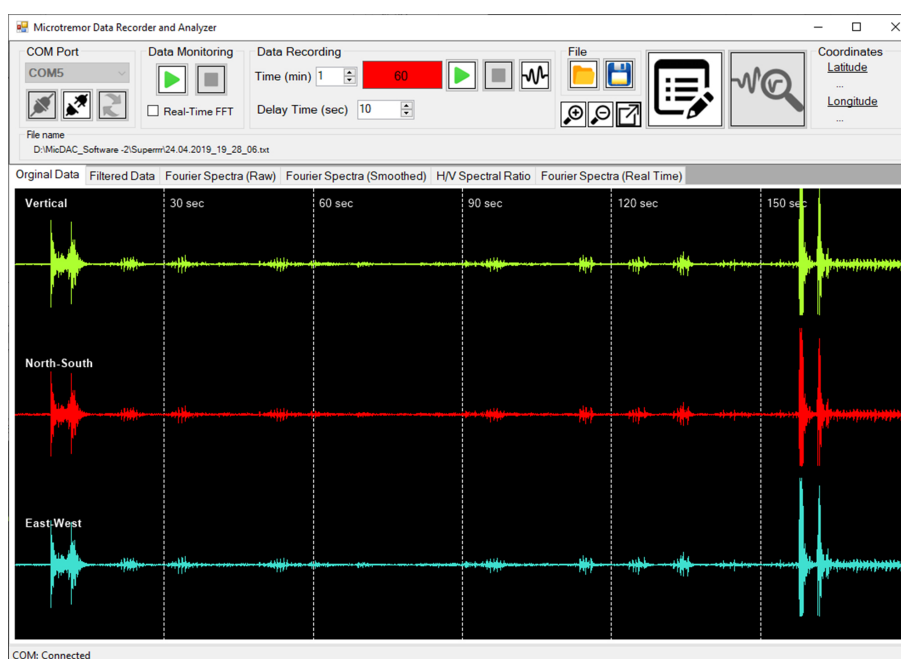 Microtremor Data Recorder and Analyzer
COM Port
Data Monitoring
Data Recording
File
Coordinates
COM5
Time (min) 1
60
Latitude
...
Real-Time FFT
Delay Time (sec) 10
Longitude
...
File name
D:\MicDAC_Software -2\Superrr\24.04.2019_19_28_06.txt
Orginal Data Filtered Data Fourier Spectra (Raw) Fourier Spectra (Smoothed) H/V Spectral Ratio Fourier Spectra (Real Time)
Vertical 30 sec 60 sec 90 sec 120 sec 150 sec
North-South
East-West
COM: Connected